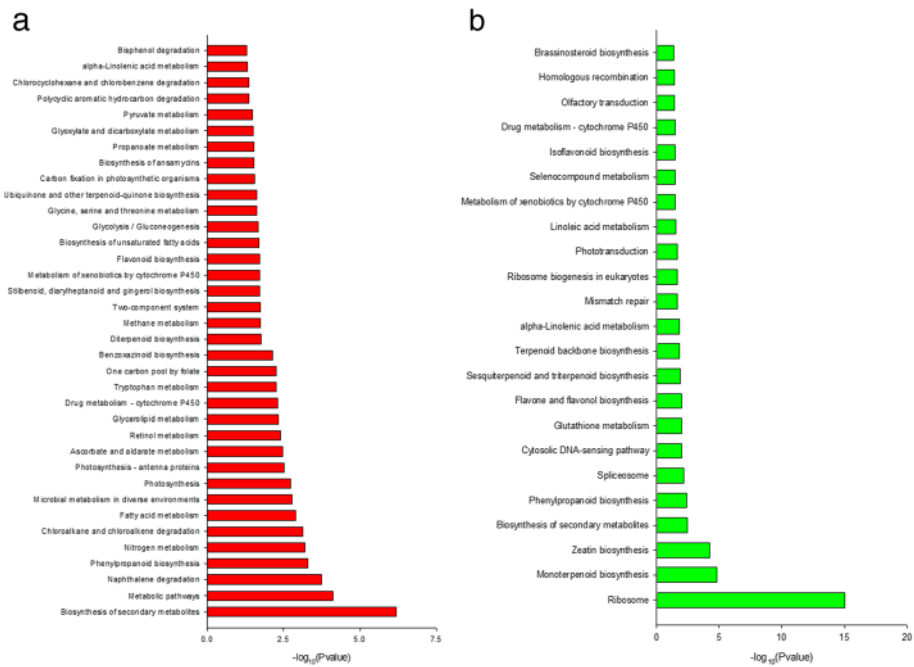 a
Bisphenol degradation
alpha-Linolenic acid metabolism
Chlorocyclohexane and chlorobenzene degradation
Polycyclic aromatic hydrocarbon degradation
Pyruvate metabolism
Glyoxylate and dicarboxylate metabolism
Propanoate metabolism
Biosynthesis of ansamycins
Carbon fixation in photosynthetic organisms
Ubiquinone and other terpenoid-quinone biosynthesis
Glycine, serine and threonine metabolism
Glycolysis / Gluconeogenesis
Biosynthesis of unsaturated fatty acids
Flavonoid biosynthesis
Metabolism of xenobiotics by cytochrome P450
Stilbenoid, diarylheptanoid and gingerol biosynthesis
Two-component system
Methane metabolism
Diterpenoid biosynthesis
Benzoxazinoid biosynthesis
One carbon pool by folate
Tryptophan metabolism
Drug metabolism - cytochrome P450
Glycerolipid metabolism
Retinol metabolism
Ascorbate and aldarate metabolism
Photosynthesis - antenna proteins
Photosynthesis
Microbial metabolism in diverse environments
Fatty acid metabolism
Chloroalkane and chloroalkene degradation
Nitrogen metabolism
Phenylpropanoid biosynthesis
Naphthalene degradation
Metabolic pathways
Biosynthesis of secondary metabolites
0.0 2.5 5.0 7.5
-log10(Pvalue)
b
Brassinosteroid biosynthesis
Homologous recombination
Olfactory transduction
Drug metabolism - cytochrome P450
Isoflavonoid biosynthesis
Selenocompound metabolism
Metabolism of xenobiotics by cytochrome P450
Linoleic acid metabolism
Phototransduction
Ribosome biogenesis in eukaryotes
Mismatch repair
alpha-Linolenic acid metabolism
Terpenoid backbone biosynthesis
Sesquiterpenoid and triterpenoid biosynthesis
Flavone and flavonol biosynthesis
Glutathione metabolism
Cytosolic DNA-sensing pathway
Spliceosome
Phenylpropanoid biosynthesis
Biosynthesis of secondary metebolites
Zeatin biosynthesis
Monoterpenoid biosynthesis
Ribosome
0 5 10 15 20
-log10(Pvalue)